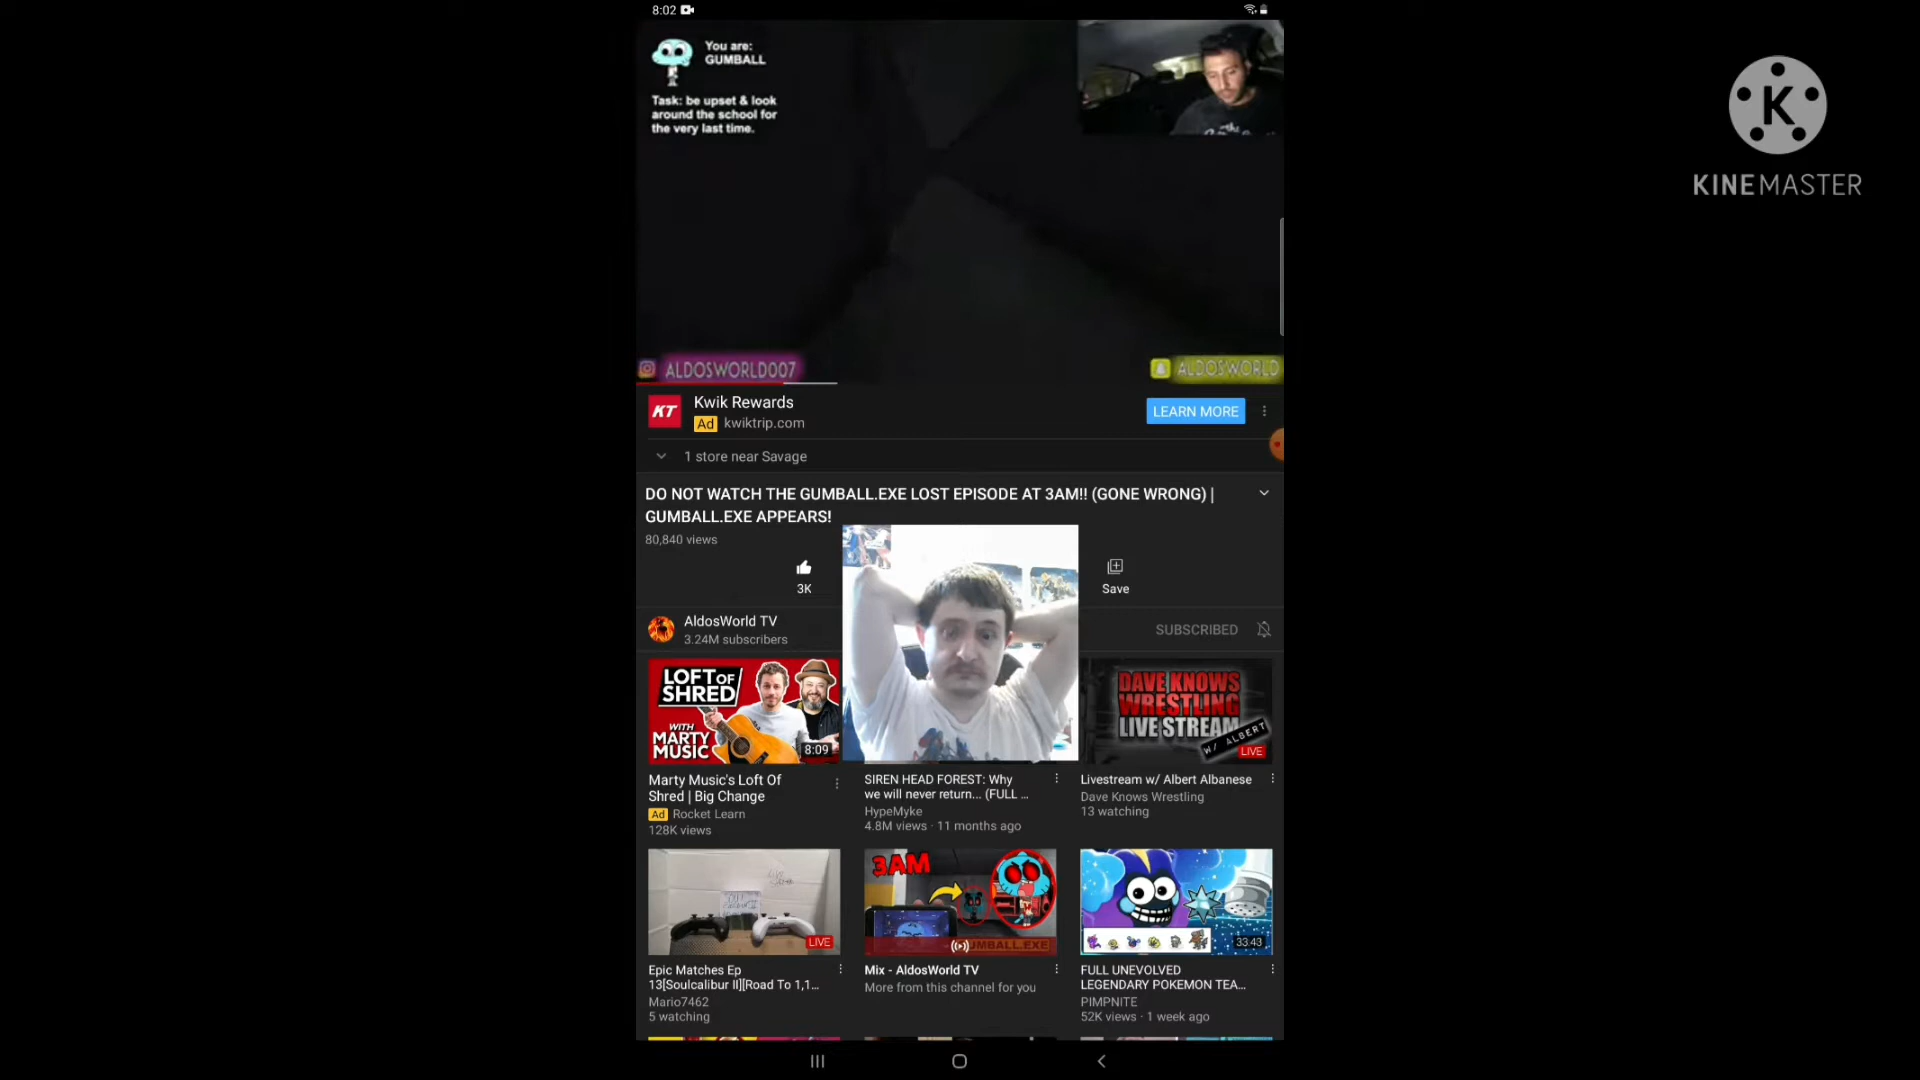 8:02
You are:
GUMBALL
Task: be upset & look
around the school for
the very last time.
K
KINEMASTER
ALDOSWORLD007
ALDOSWORLD
KT
Kwik Rewards
Ad kwiktrip.com
LEARN MORE
1 store near Savage
DO NOT WATCH THE GUMBALL.EXE LOST EPISODE AT 3AM!! (GONE WRONG) |
GUMBALL.EXE APPEARS!
80,840 views
3K
Save
AldosWorld TV
3.24M subscribers
SUBSCRIBED
LOFT OF
SHRED
WITH
MARTY
MUSIC
8:09
Marty Music's Loft Of
Shred | Big Change
Ad Rocket Learn
128K views
SIREN HEAD FOREST: Why
we will never return... (FULL ...
HypeMyke
4.8M views · 11 months ago
DAVE KNOWS
WRESTLING
LIVE STREAM
W/ ALBERT
LIVE
Livestream w/ Albert Albanese
Dave Knows Wrestling
13 watching
LIVE
Epic Matches Ep
13[Soulcalibur II][Road To 1,1...
Mario7462
5 watching
3AM
UMBALL.EXE
Mix - AldosWorld TV
More from this channel for you
33:43
FULL UNEVOLVED
LEGENDARY POKEMON TEA...
PIMPNITE
52K views · 1 week ago